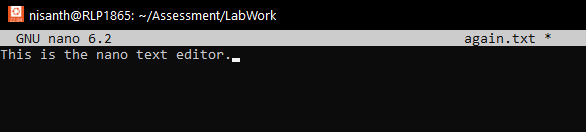 nisanth@RLP1865: ~/Assessment/LabWork
GNU nano 6.2 again.txt *
This is the nano text editor.